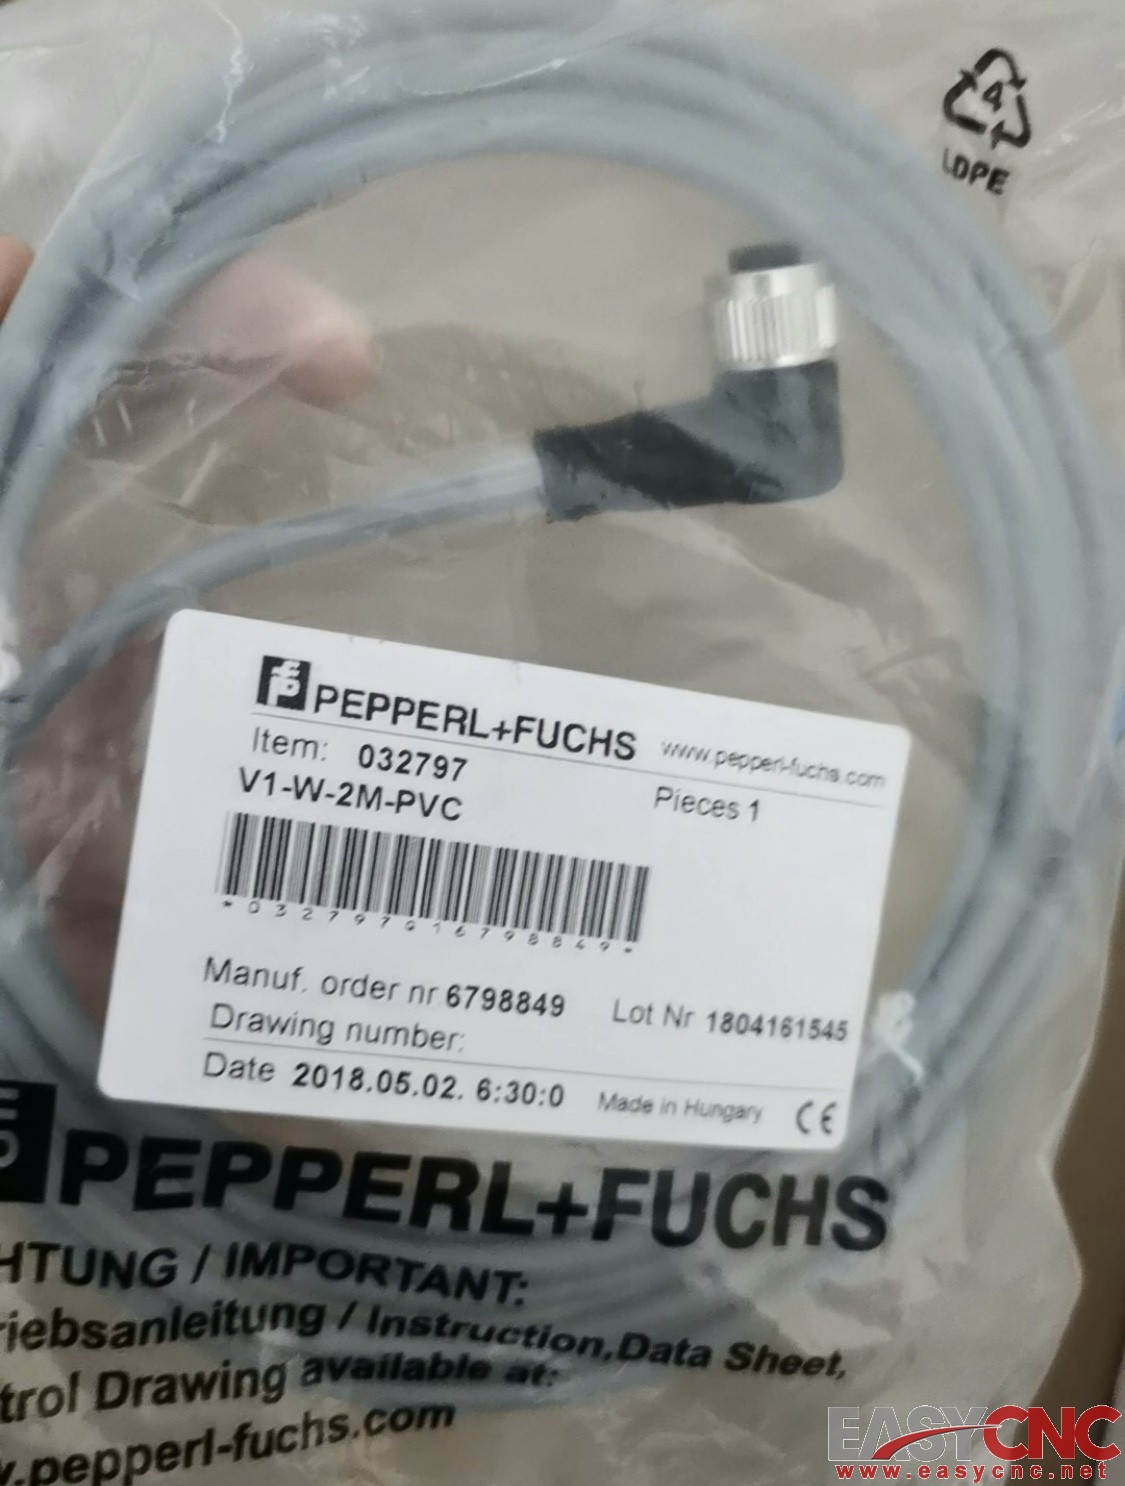 4
LDPE
PEPPERL+FUCHS www.pepperl-fuchs.com
Item: 032797
V1-W-2M-PVC Pieces 1
*0327970167988​49*
Manuf. order nr 6798849 Lot Nr 1804161545
Drawing number:
Date 2018.05.02. 6:30:0 Made in Hungary CE
PEPPERL+FUCHS
HTUNG / IMPORTANT:
riebsanleitung / Instruction,Data Sheet,
trol Drawing available at:
w.pepperl-fuchs.com
EASYCNC
www.easycnc.net